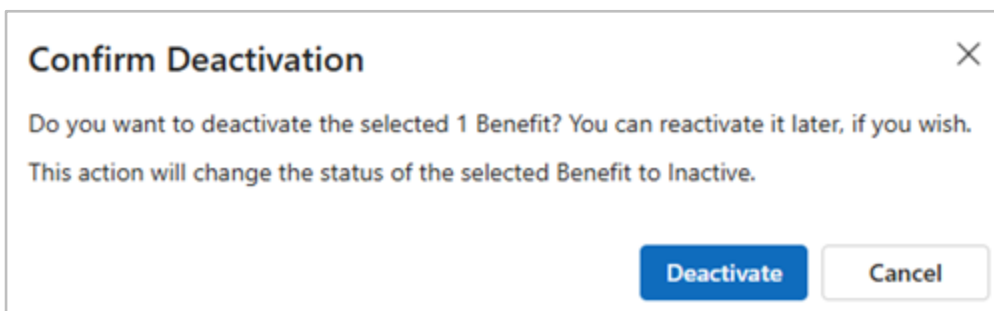 Confirm Deactivation
Do you want to deactivate the selected 1 Benefit? You can reactivate it later, if you wish.
This action will change the status of the selected Benefit to Inactive.
Deactivate
Cancel